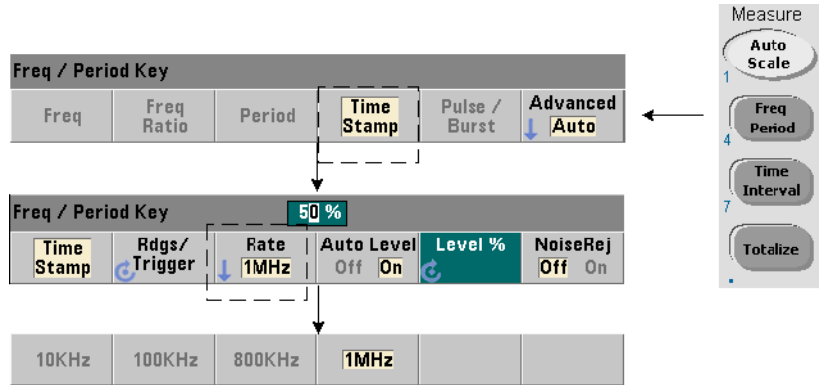 Measure
Auto
Scale
1
Freq
Period
4
Time
Interval
7
Totalize
.
Freq / Period Key
Freq
Freq
Ratio
Period
Time
Stamp
Pulse /
Burst
Advanced
Auto
Freq / Period Key
50 %
Time
Stamp
Rdgs/
Trigger
Rate
1MHz
Auto Level
Off On
Level %
NoiseRej
Off On
10KHz
100KHz
800KHz
1MHz